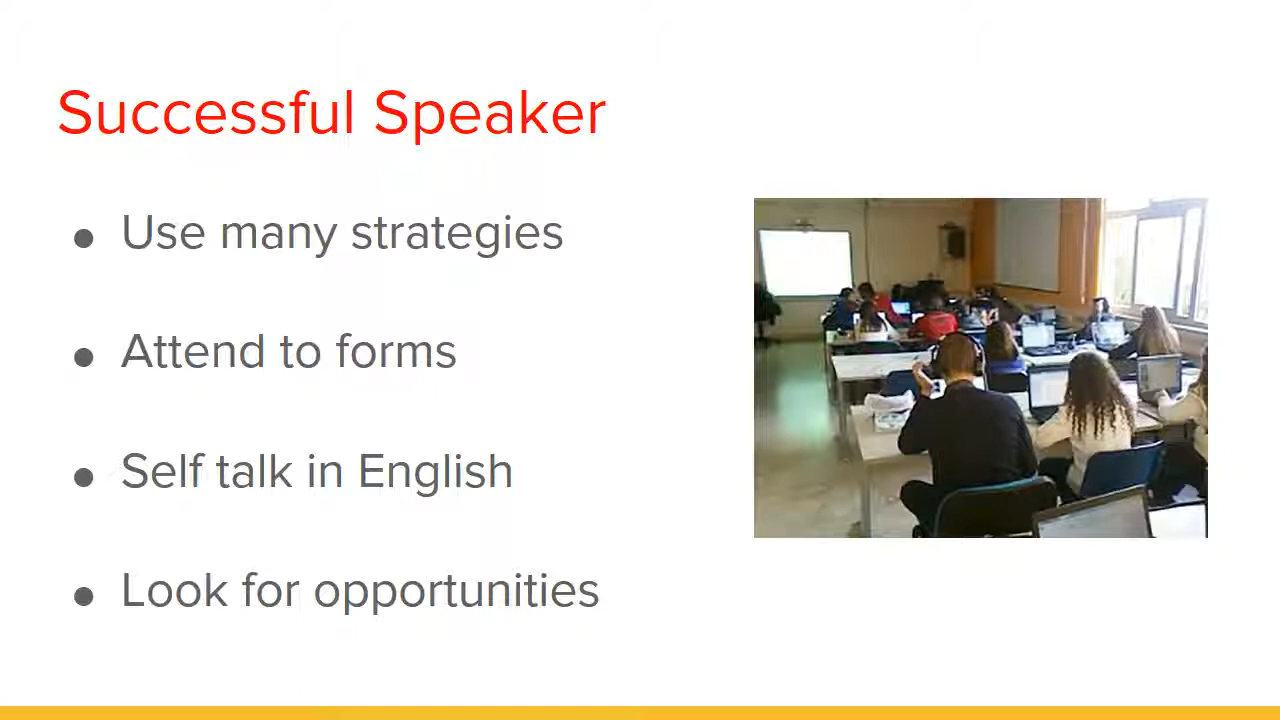 Successful Speaker
● Use many strategies
● Attend to forms
● Self talk in English
● Look for opportunities